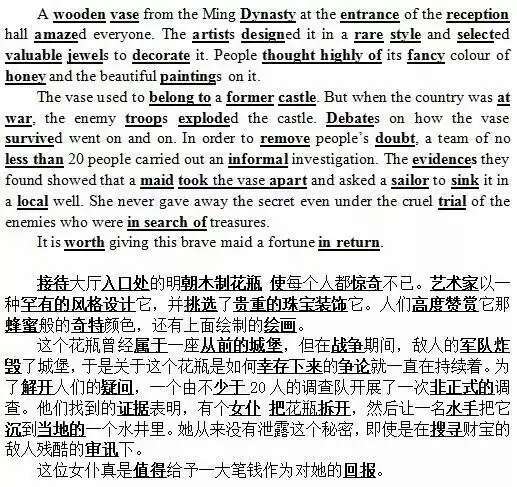 A wooden vase from the Ming Dynasty at the entrance of the reception
hall amazed everyone. The artists designed it in a rare style and selected
valuable jewels to decorate it. People thought highly of its fancy colour of
honey and the beautiful paintings on it.
The vase used to belong to a former castle. But when the country was at
war, the enemy troops exploded the castle. Debates on how the vase
survived went on and on. In order to remove people's doubt, a team of no
less than 20 people carried out an informal investigation. The evidences they
found showed that a maid took the vase apart and asked a sailor to sink it in
a local well. She never gave away the secret even under the cruel trial of the
enemies who were in search of treasures.
It is worth giving this brave maid a fortune in return.
接待大厅入口处的明朝木制花瓶 使每个人都惊奇不已。艺术家以一
种罕有的风格设计它，并挑选了贵重的珠宝装饰它。人们高度赞赏它那
蜂蜜般的奇特颜色，还有上面绘制的绘画。
这个花瓶曾经属于一座从前的城堡，但在战争期间，敌人的军队炸
毁了城堡，于是关于这个花瓶是如何幸存下来的争论就一直在持续着。为
了解开人们的疑问，一个由不少于 20 人的调查队开展了一次非正式的调
查。他们找到的证据表明，有个女仆 把花瓶拆开，然后让一名水手把它
沉到当地的一个水井里。她从来没有泄露这个秘密，即使是在搜寻财宝的
敌人残酷的审讯下。
这位女仆真是值得给予一大笔钱作为对她的回报。